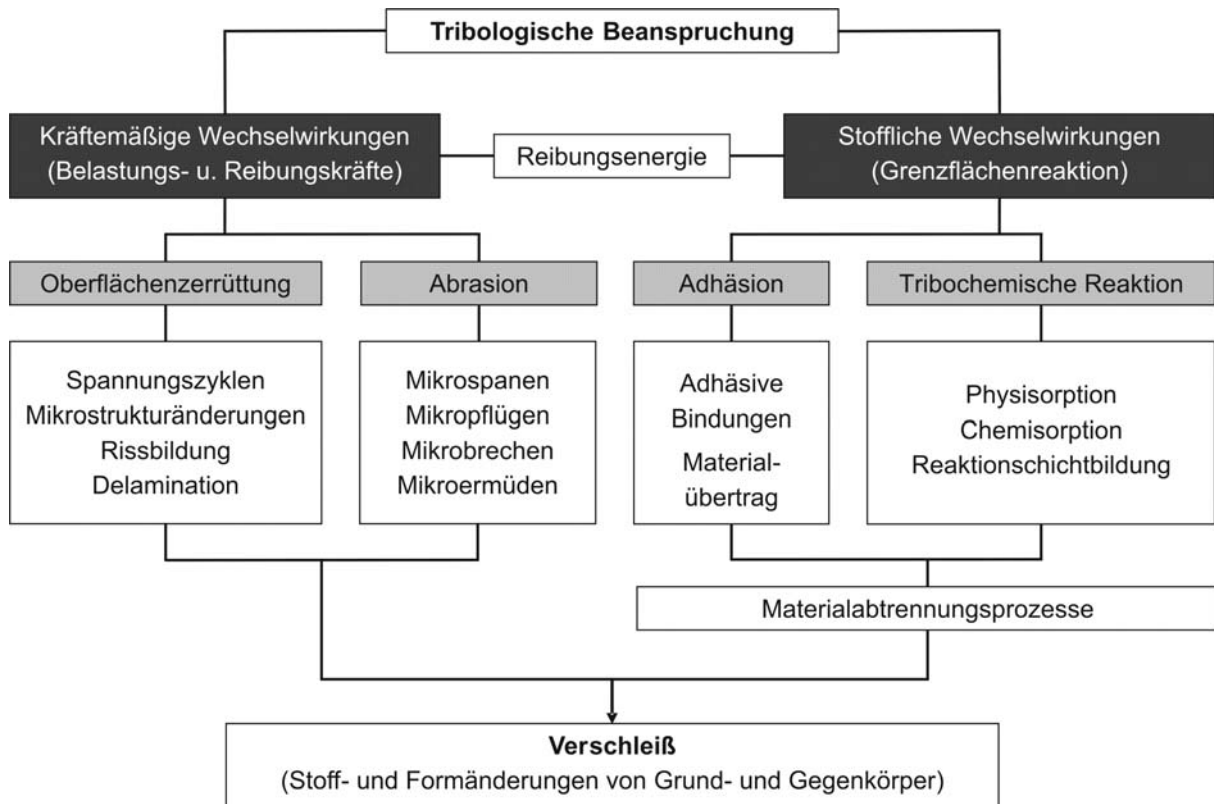 Tribologische Beanspruchung
Kräftemäßige Wechselwirkungen
(Belastungs- u. Reibungskräfte)
Reibungsenergie
Stoffliche Wechselwirkungen
(Grenzflächenreaktion)
Oberflächenzerrüttung
Abrasion
Adhäsion
Tribochemische Reaktion
Spannungszyklen
Mikrostrukturänderungen
Rissbildung
Delamination
Mikrospanen
Mikropflügen
Mikrobrechen
Mikroermüden
Adhäsive
Bindungen
Material-
übertrag
Physisorption
Chemisorption
Reaktionschichtbildung
Materialabtrennungsprozesse
Verschleiß
(Stoff- und Formänderungen von Grund- und Gegenkörper)